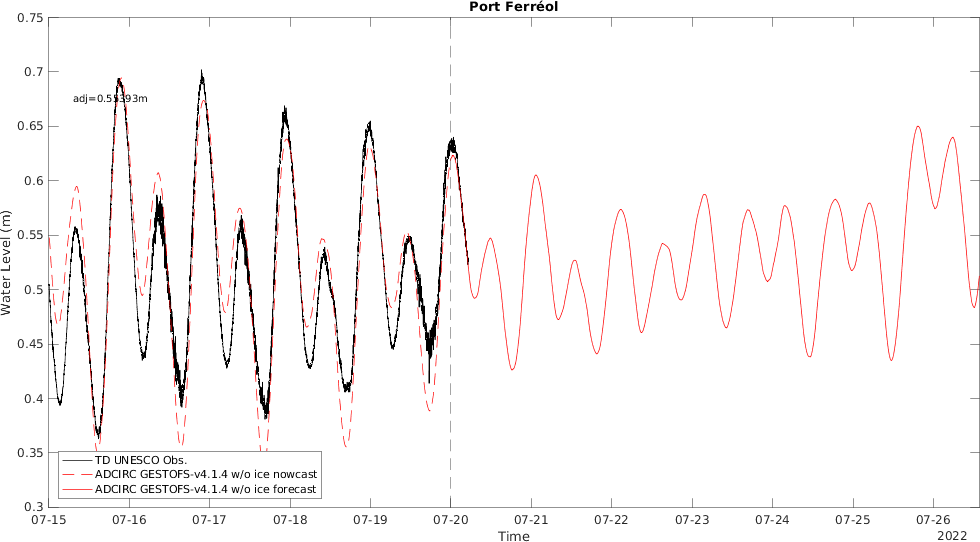 Port Ferréol
0.75
0.7
0.65
0.6
0.55
0.5
0.45
0.4
0.35
0.3
Water Level (m)
adj=0.55393m
TD UNESCO Obs.
ADCIRC GESTOFS-v4.1.4 w/o ice nowcast
ADCIRC GESTOFS-v4.1.4 w/o ice forecast
07-15 07-16 07-17 07-18 07-19 07-20 07-21 07-22 07-23 07-24 07-25 07-26
Time
2022